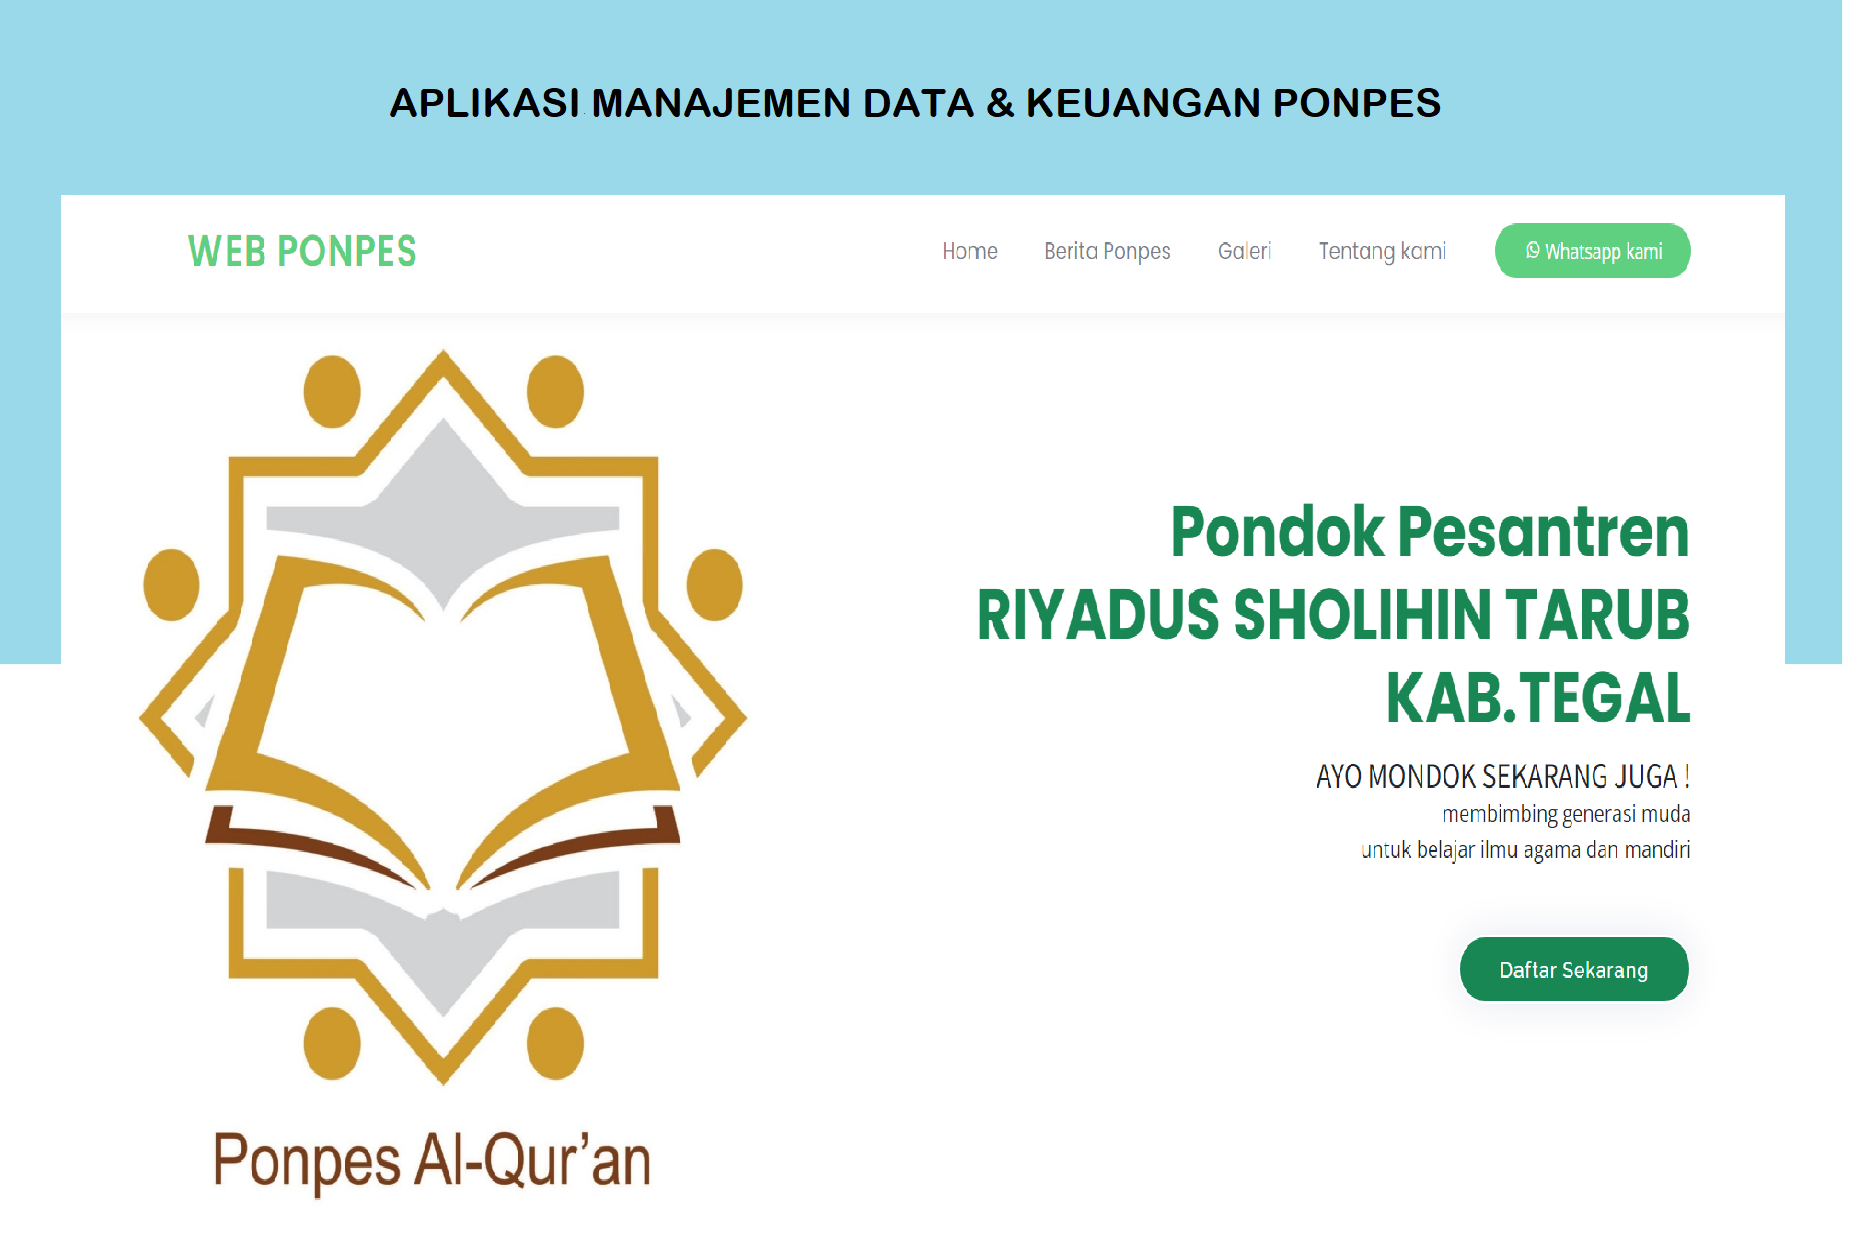 APLIKASI MANAJEMEN DATA & KEUANGAN PONPES
WEB PONPES
Home
Berita Ponpes
Galeri
Tentang kami
Whatsapp kami
Pondok Pesantren
RIYADUS SHOLIHIN TARUB
KAB.TEGAL
AYO MONDOK SEKARANG JUGA !
membimbing generasi muda
untuk belajar ilmu agama dan mandiri
Daftar Sekarang
Ponpes Al-Qur’an